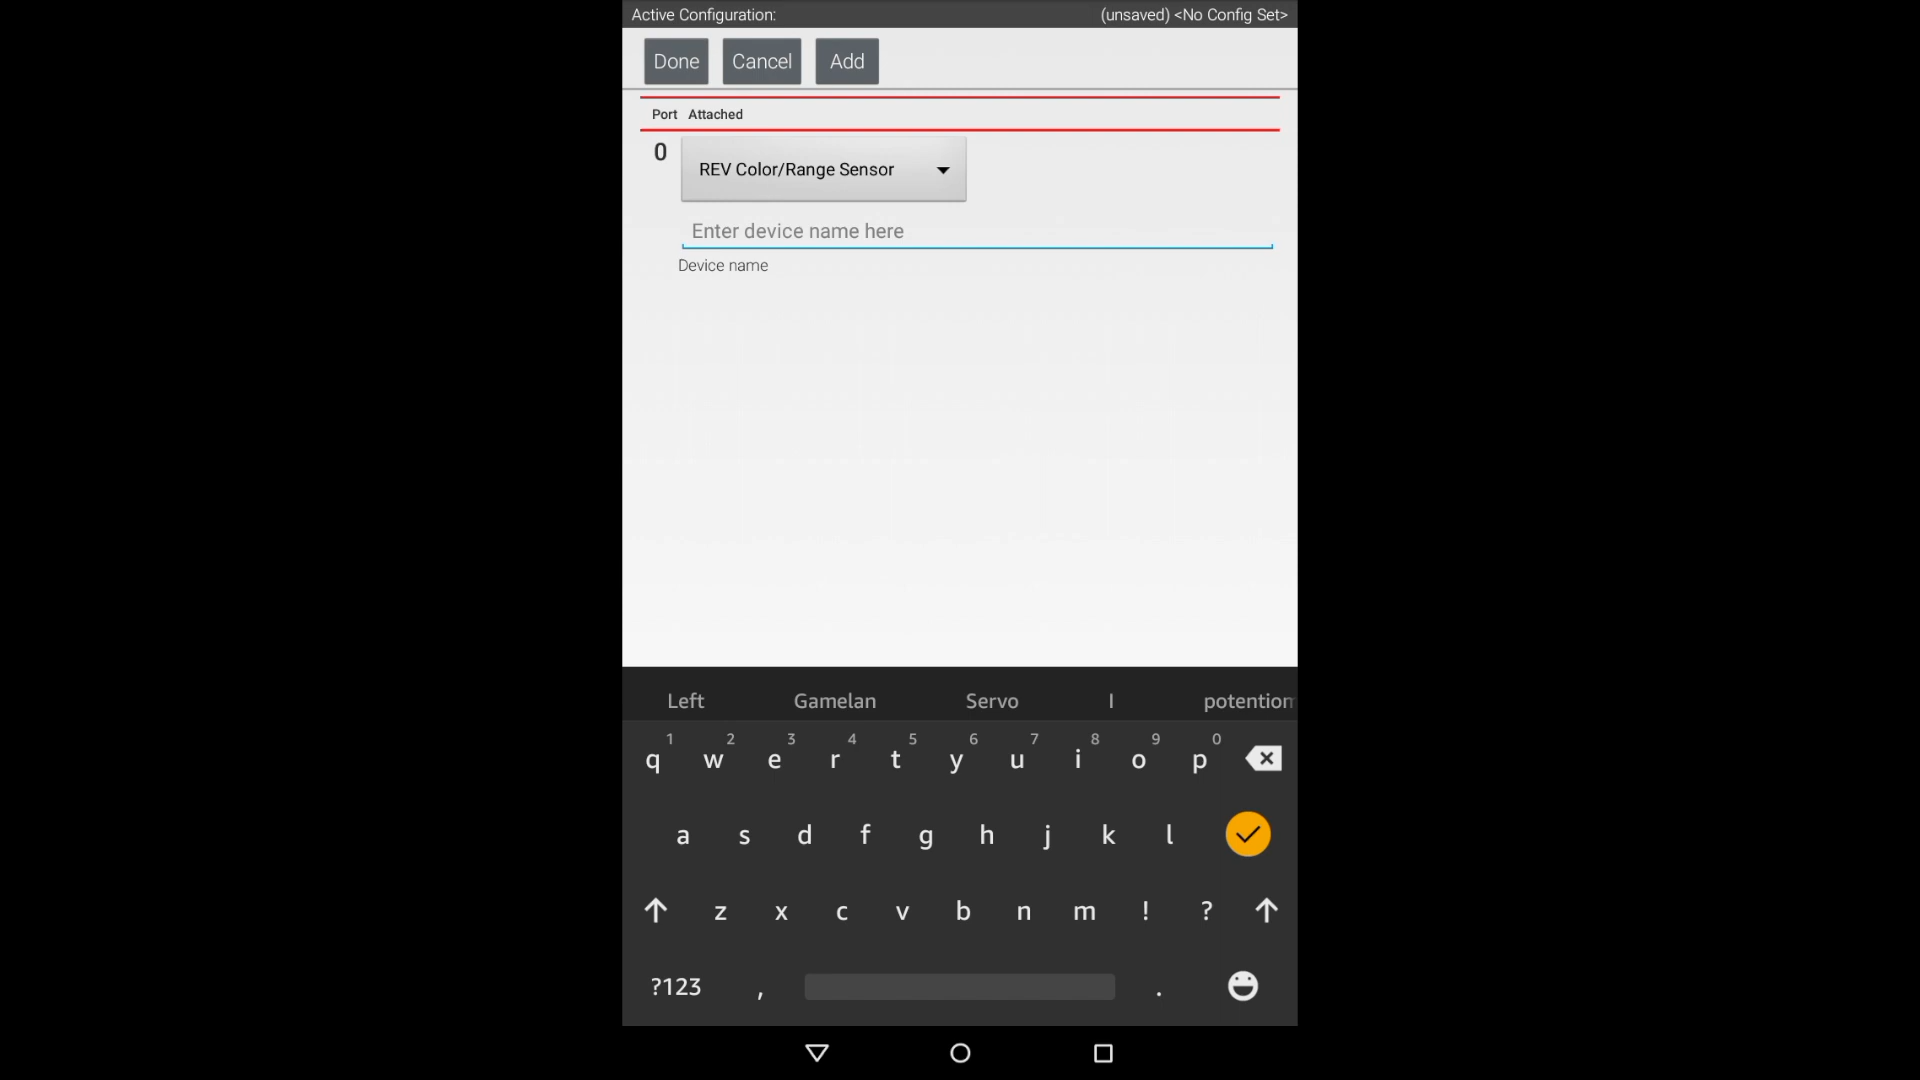 Active Configuration: (unsaved) <No Config Set>
Done Cancel Add
Port Attached
0 REV Color/Range Sensor
Enter device name here
Device name
Left Gamelan Servo I potention
1 2 3 4 5 6 7 8 9 0
q w e r t y u i o p
a s d f g h j k l
z x c v b n m ! ?
?123 , .